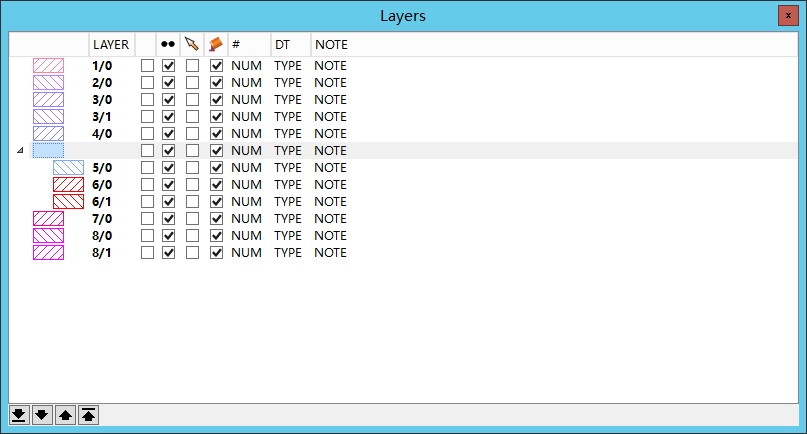 Layers
x
LAYER # DT NOTE
1/0 NUM TYPE NOTE
2/0 NUM TYPE NOTE
3/0 NUM TYPE NOTE
3/1 NUM TYPE NOTE
4/0 NUM TYPE NOTE
NUM TYPE NOTE
5/0 NUM TYPE NOTE
6/0 NUM TYPE NOTE
6/1 NUM TYPE NOTE
7/0 NUM TYPE NOTE
8/0 NUM TYPE NOTE
8/1 NUM TYPE NOTE